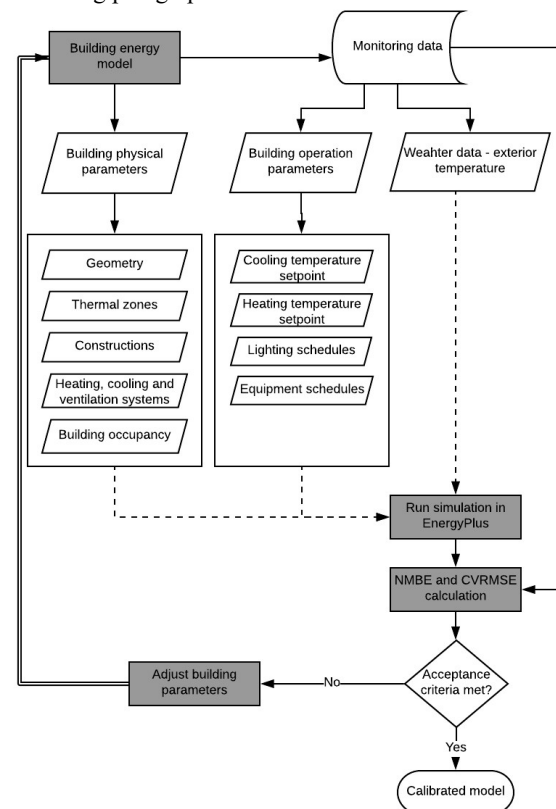 Building energy
model
Monitoring data
Building physical
parameters
Building operation
parameters
Weahter data - exterior
temperature
Geometry
Thermal zones
Constructions
Heating, cooling and
ventilation systems
Building occupancy
Cooling temperature
setpoint
Heating temperature
setpoint
Lighting schedules
Equipment schedules
Run simulation in
EnergyPlus
NMBE and CVRMSE
calculation
Acceptance
criteria met?
No
Adjust building
parameters
Yes
Calibrated model